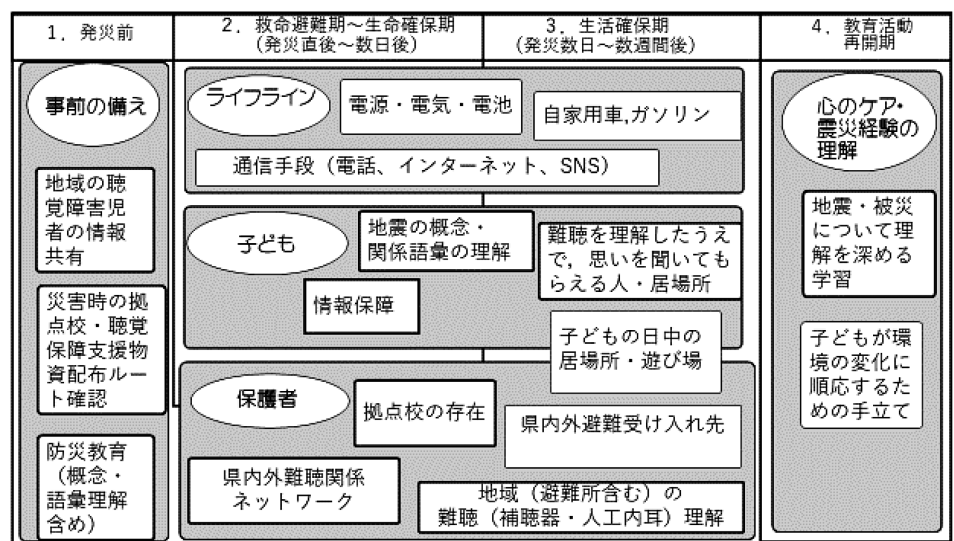 1．発災前
2．救命避難期～生命確保期
(発災直後～数日後)
3．生活確保期
(発災数日～数週間後)
4．教育活動
再開期
事前の備え
地域の聴
覚障害児
者の情報
共有
災害時の拠
点校・聴覚
保障支援物
資配布ルー
ト確認
防災教育
（概念・
語彙理解
含め）
ライフライン
電源・電気・電池
自家用車,ガソリン
通信手段（電話、インターネット、SNS）
子ども
地震の概念・
関係語彙の理解
難聴を理解したうえ
で，思いを聞いても
らえる人・居場所
情報保障
子どもの日中の
居場所・遊び場
保護者
拠点校の存在
県内外避難受け入れ先
県内外難聴関係
ネットワーク
地域（避難所含む）の
難聴（補聴器・人工内耳）理解
心のケア・
震災経験の
理解
地震・被災
について理
解を深める
学習
子どもが環
境の変化に
順応するた
めの手立て